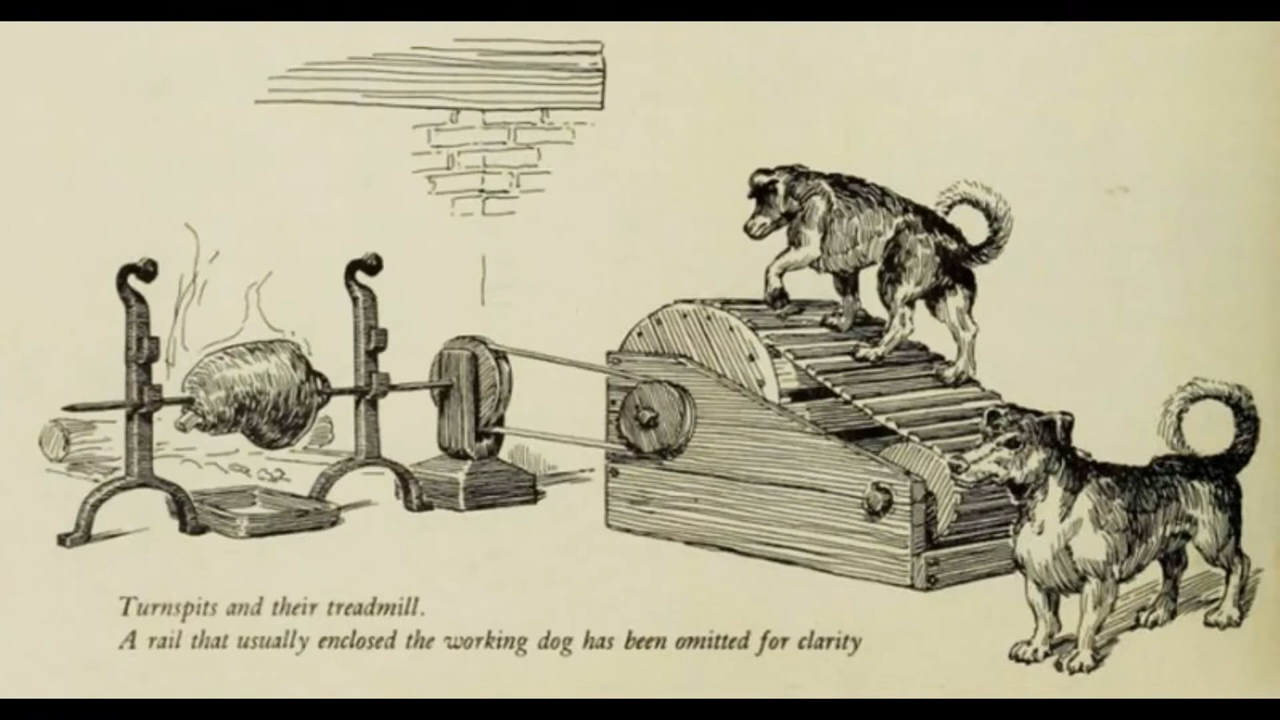 Turnspits and their treadmill.
A rail that usually enclosed the working dog has been omitted for clarity